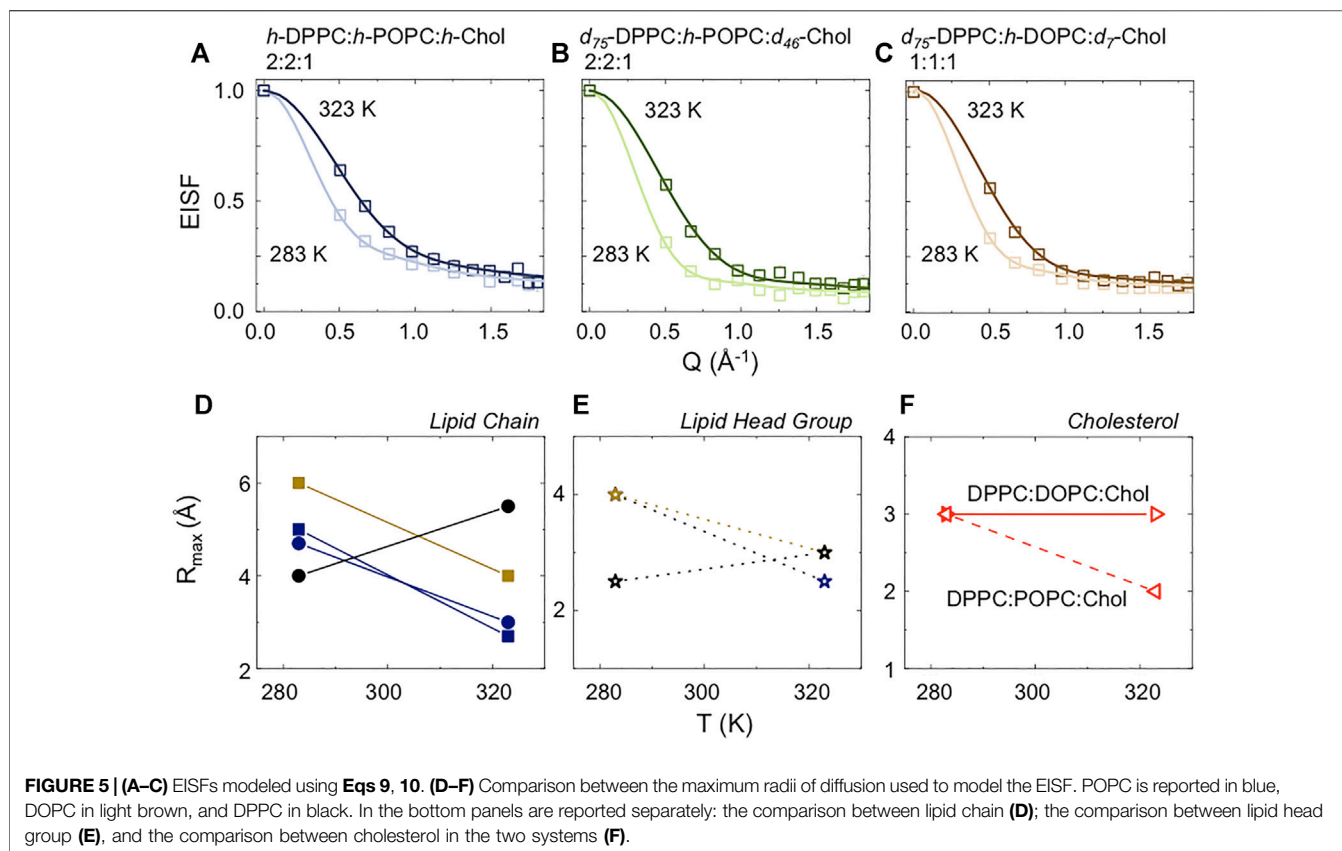 h-DPPC:h-POPC:h-Chol
A 2:2:1
d75-DPPC:h-POPC:d46-Chol
B 2:2:1
d75-DPPC:h-DOPC:d7-Chol
C 1:1:1
1.0
0.5
0.0
EISF
323 K
283 K
323 K
283 K
323 K
283 K
0.0 0.5 1.0 1.5
0.0 0.5 1.0 1.5
0.0 0.5 1.0 1.5
Q (Å-1)
D Lipid Chain
E Lipid Head Group
F Cholesterol
Rmax (Å)
6
4
2
4
2
4
3
2
1
DPPC:DOPC:Chol
DPPC:POPC:Chol
280 300 320
280 300 320
280 300 320
T (K)
FIGURE 5 | (A–C) EISFs modeled using Eqs 9, 10. (D–F) Comparison between the maximum radii of diffusion used to model the EISF. POPC is reported in blue,
DOPC in light brown, and DPPC in black. In the bottom panels are reported separately: the comparison between lipid chain (D); the comparison between lipid head
group (E), and the comparison between cholesterol in the two systems (F).